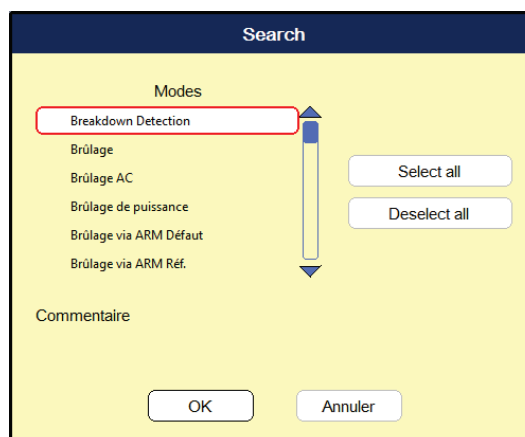 Search
Modes
Breakdown Detection
Brûlage
Brûlage AC
Brûlage de puissance
Brûlage via ARM Défaut
Brûlage via ARM Réf.
Select all
Deselect all
Commentaire
OK
Annuler